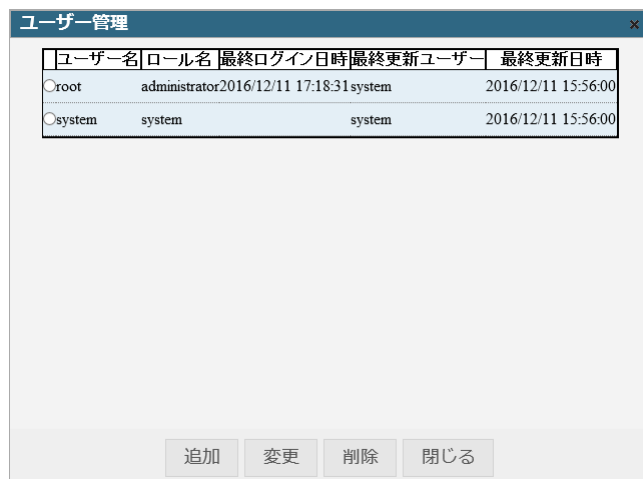 ユーザー管理 ×
ユーザー名 ロール名 最終ログイン日時 最終更新ユーザー 最終更新日時
root administrator 2016/12/11 17:18:31 system 2016/12/11 15:56:00
system system system 2016/12/11 15:56:00
追加 変更 削除 閉じる